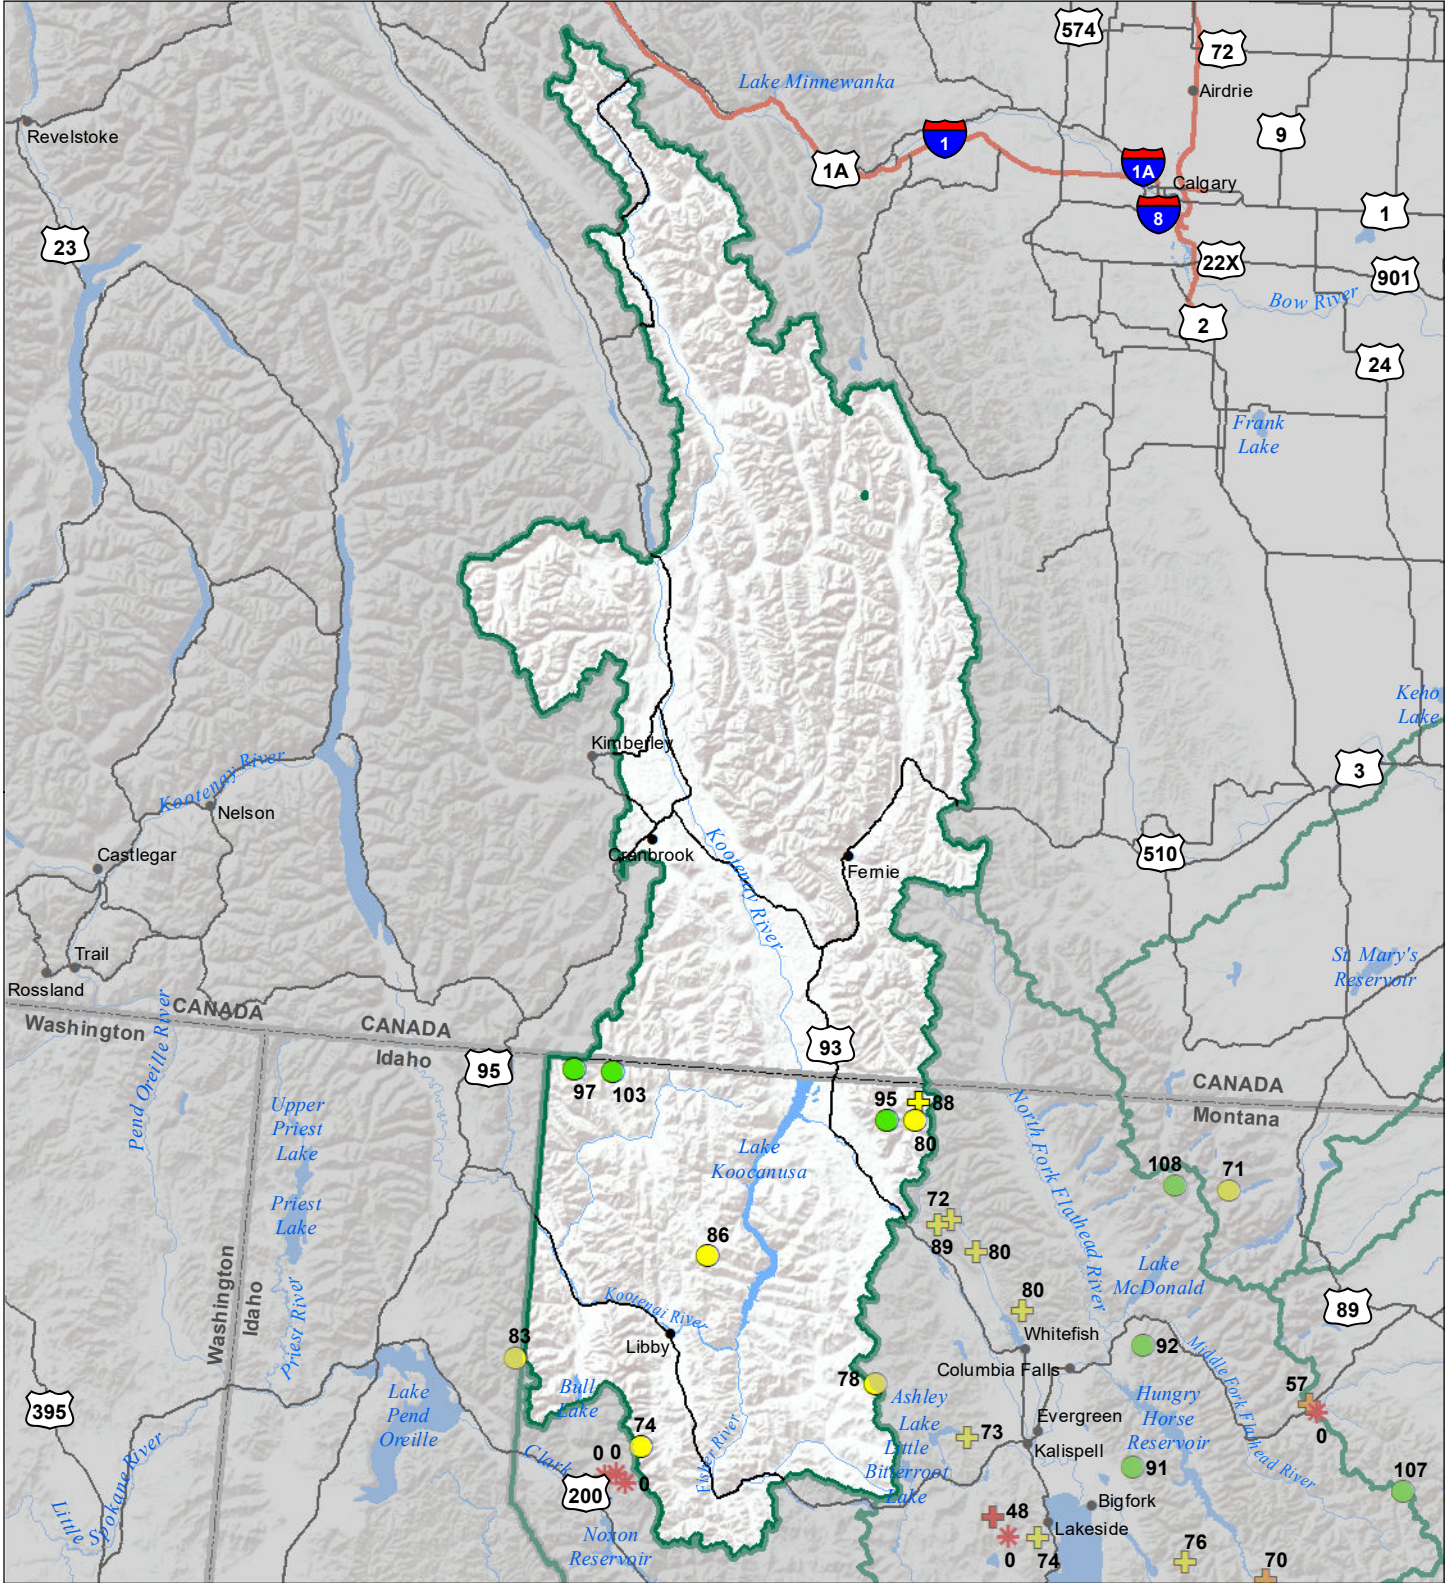 574
72
Lake Minnewanka
Airdrie
Revelstoke
9
1
1A
1A
Calgary
8
1
23
22X
901
Bow River
2
24
Frank
Lake
Keho
Lake
Kimberley
3
Kootenay River
Nelson
Cranbrook
Kootenay River
Castlegar
510
Fernie
Trail
St. Mary's
Reservoir
Rossland
CANADA
Washington
CANADA
Idaho
Pend Oreille River
93
95
97
103
CANADA
Montana
95
88
80
Upper
Priest
Lake
Lake
Koocanusa
North Fork Flathead River
108
71
Priest
Lake
72
89
80
86
Lake
McDonald
Washington
Idaho
Priest River
80
89
Kootenai River
Libby
83
Whitefish
92
Columbia Falls
Middle Fork Flathead River
78
57
0
395
Lake
Pend
Oreille
Bull
Lake
Ashley
Lake
Hungry
Horse
Reservoir
Evergreen
Kalispell
73
74
Little
Bitterroot
Lake
0 0
0
Clark
200
Fisher River
91
107
Little
Spokane River
Bigfork
48
Lakeside
0
74
Noxon
Reservoir
76
70